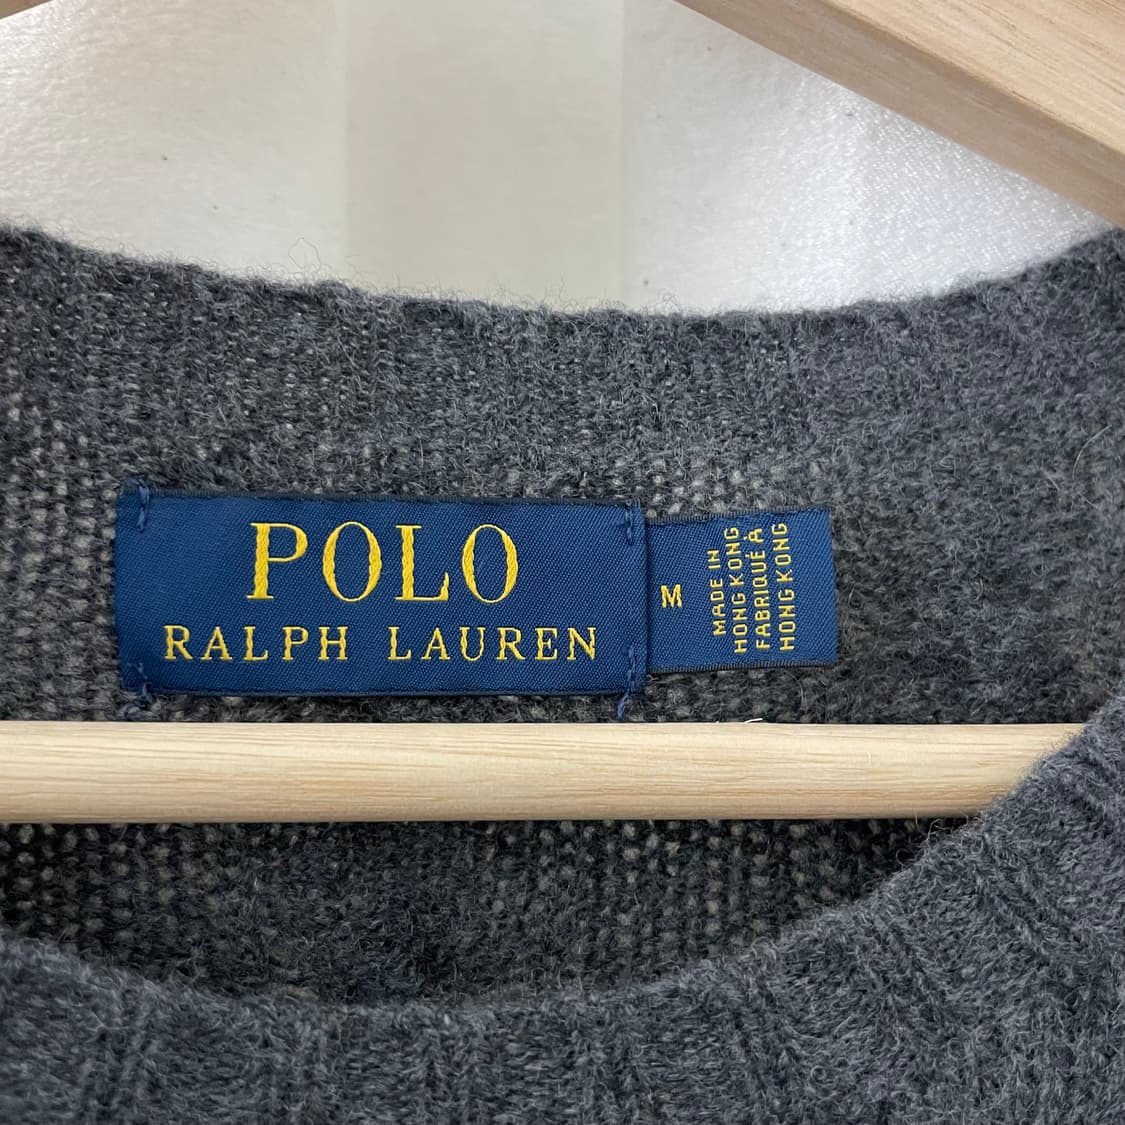 POLO
RALPH LAUREN
M
MADE IN
HONG KONG
FABRIQUÉ À
HONG KONG